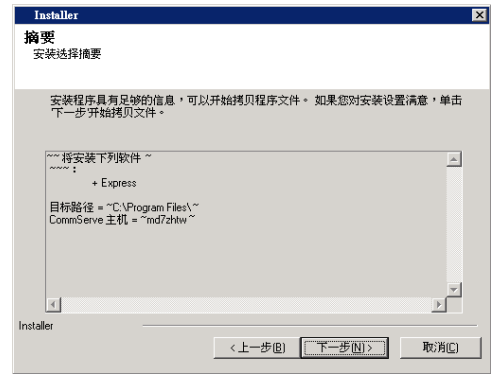 Installer
摘要
安装选择摘要
安装程序具有足够的信息，可以开始拷贝程序文件。如果您对安装设置满意，单击
下一步开始拷贝文件。
~~ 将安装下列软件 ~
~~~ :
+ Express
目标路径 = ~C:\Program Files\ ~
CommServe 主机 = ~md7zhtw ~
Installer
< 上一步(B)
下一步(N) >
取消(C)